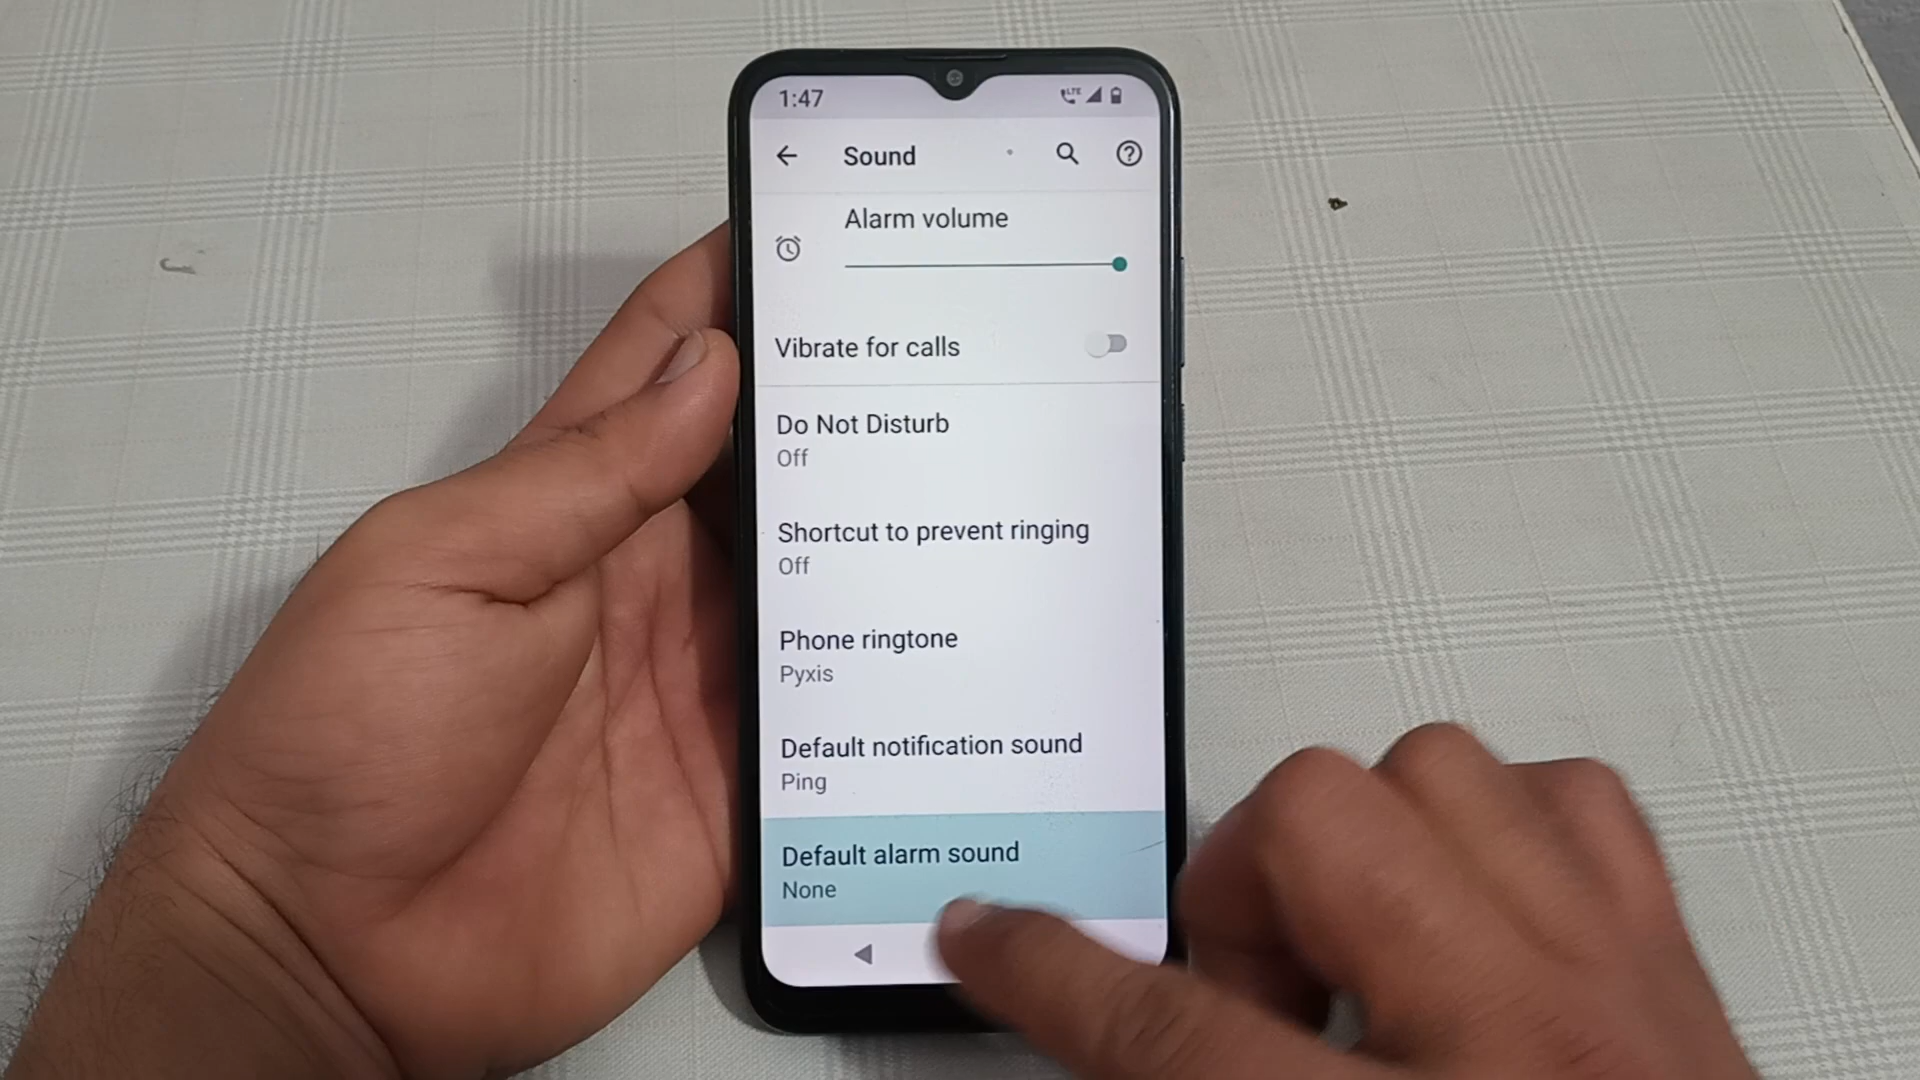 1:47
LTE
Sound
Alarm volume
Vibrate for calls
Do Not Disturb
Off
Shortcut to prevent ringing
Off
Phone ringtone
Pyxis
Default notification sound
Ping
Default alarm sound
None